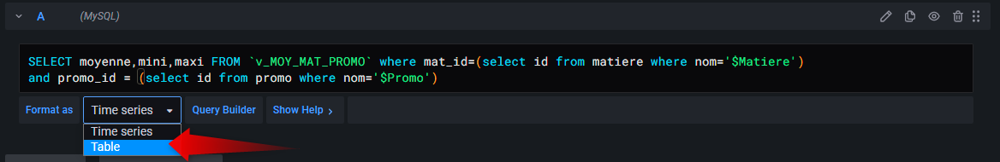 A (MySQL)
SELECT moyenne,mini,maxi FROM `v_MOY_MAT_PROMO` where mat_id=(select id from matiere where nom='$Matiere')
and promo_id = (select id from promo where nom='$Promo')
Format as Time series Query Builder Show Help >
Time series
Table